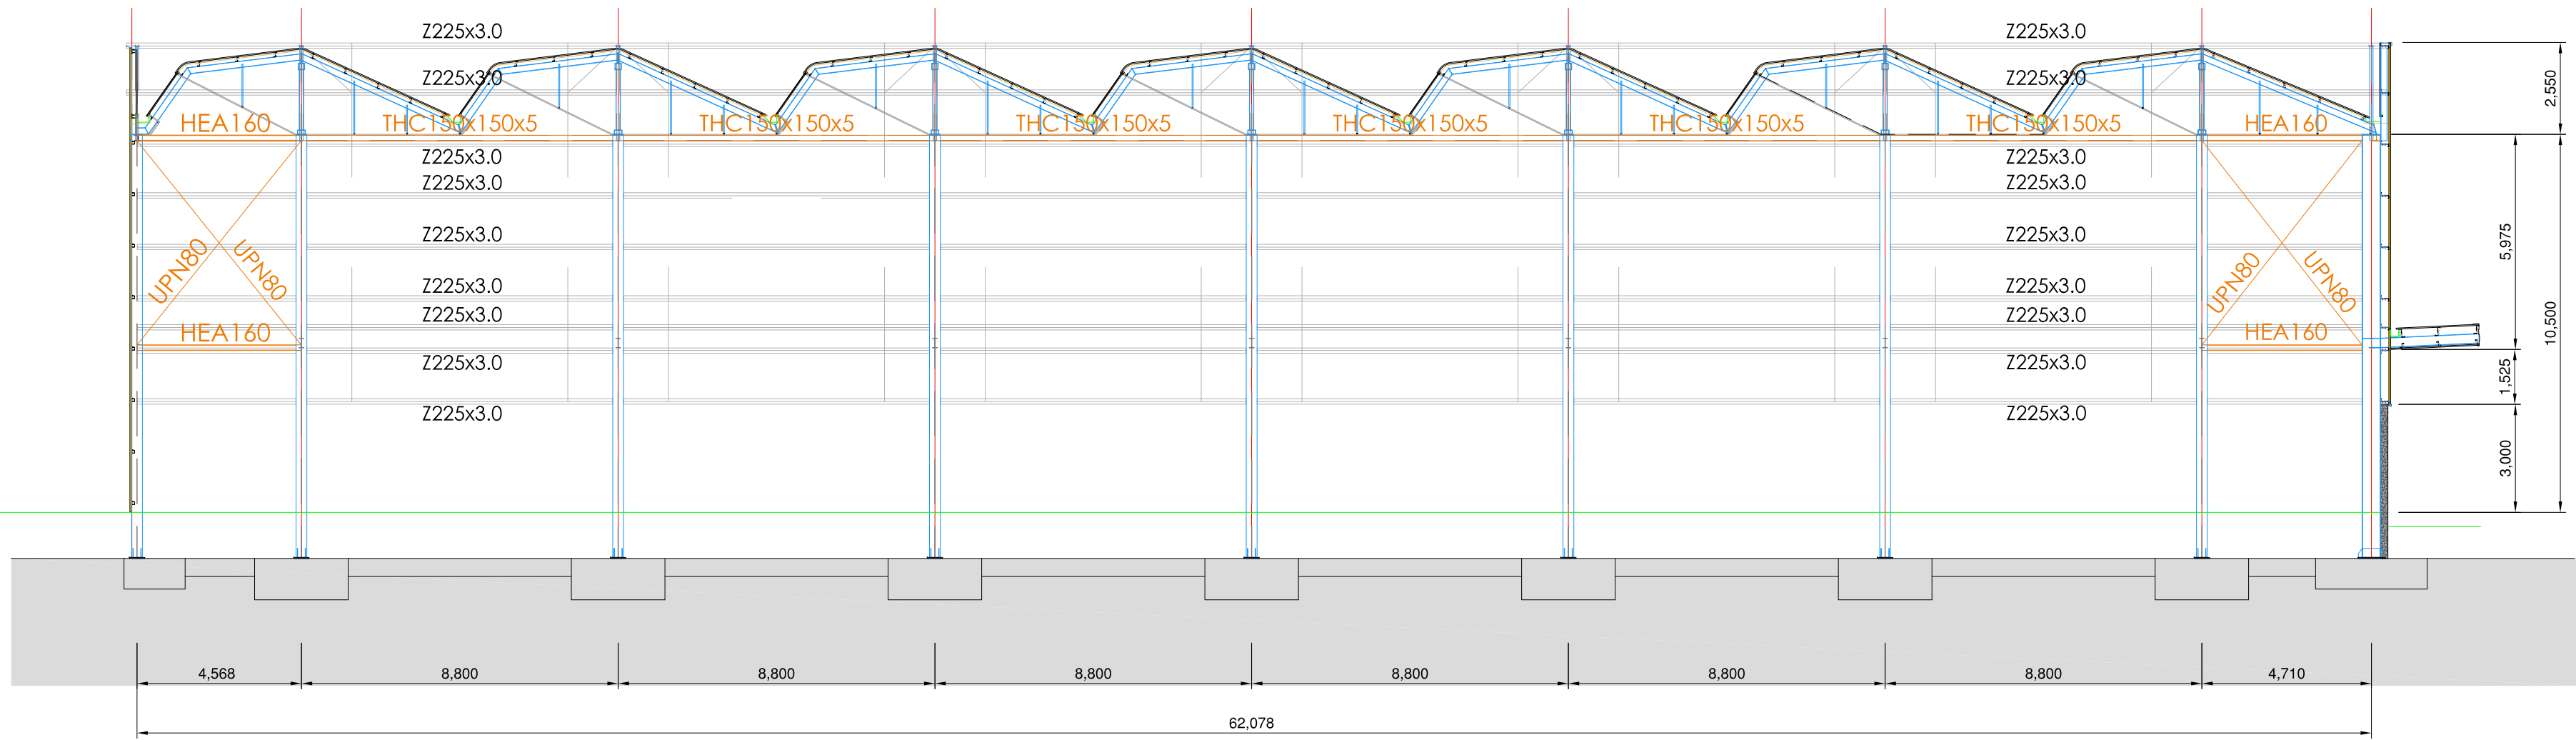 Z225x3.0 Z225x3.0
Z225x3.0 Z225x3.0
2,550
HEA160 THC150x150x5 THC150x150x5 THC150x150x5 THC150x150x5 THC150x150x5 THC150x150x5 HEA160
Z225x3.0 Z225x3.0
Z225x3.0 Z225x3.0
Z225x3.0 Z225x3.0
5,975
UPN80 UPN80 UPN80 UPN80
Z225x3.0 Z225x3.0
Z225x3.0 Z225x3.0
10,500
HEA160 HEA160
Z225x3.0 Z225x3.0
1,525
Z225x3.0 Z225x3.0
3,000
4,568 8,800 8,800 8,800 8,800 8,800 8,800 4,710
62,078